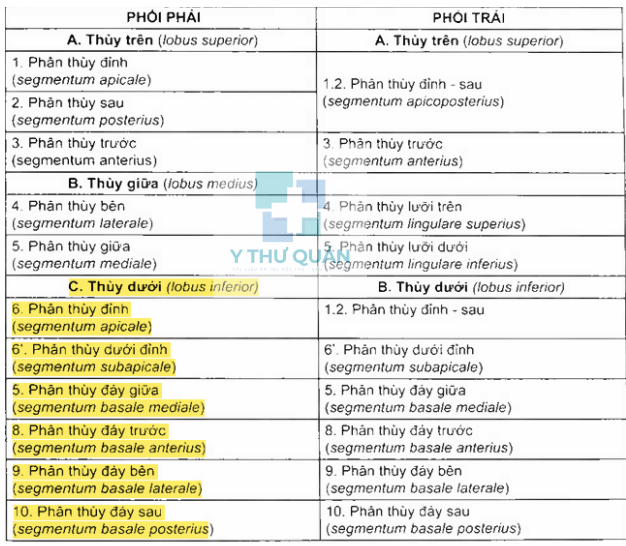 PHỔI PHẢI
PHỔI TRÁI
A. Thùy trên (lobus superior)
A. Thùy trên (lobus superior)
1. Phân thùy đỉnh
(segmentum apicale)
1.2. Phân thùy đỉnh - sau
(segmentum apicoposterius)
2. Phân thùy sau
(segmentum posterius)
3. Phân thùy trước
(segmentum anterius)
3. Phân thùy trước
(segmentum anterius)
B. Thùy giữa (lobus medius)
4. Phân thùy bên
(segmentum laterale)
4. Phân thùy lưỡi trên
(segmentum lingulare superius)
5. Phân thùy giữa
(segmentum mediale)
5. Phân thùy lưỡi dưới
(segmentum lingulare inferius)
Y THƯ QUÁN
C. Thùy dưới (lobus inferior)
B. Thùy dưới (lobus inferior)
6. Phân thùy đỉnh
(segmentum apicale)
1.2. Phân thùy đỉnh - sau
6'. Phân thùy dưới đỉnh
(segmentum subapicale)
6'. Phân thùy dưới đỉnh
(segmentum subapicale)
5. Phân thùy đáy giữa
(segmentum basale mediale)
5. Phân thùy đáy giữa
(segmentum basale mediale)
8. Phân thùy đáy trước
(segmentum basale anterius)
8. Phân thùy đáy trước
(segmentum basale anterius)
9. Phân thùy đáy bên
(segmentum basale laterale)
9. Phân thùy đáy bên
(segmentum basale laterale)
10. Phân thùy đáy sau
(segmentum basale posterius)
10. Phân thùy đáy sau
(segmentum basale posterius)